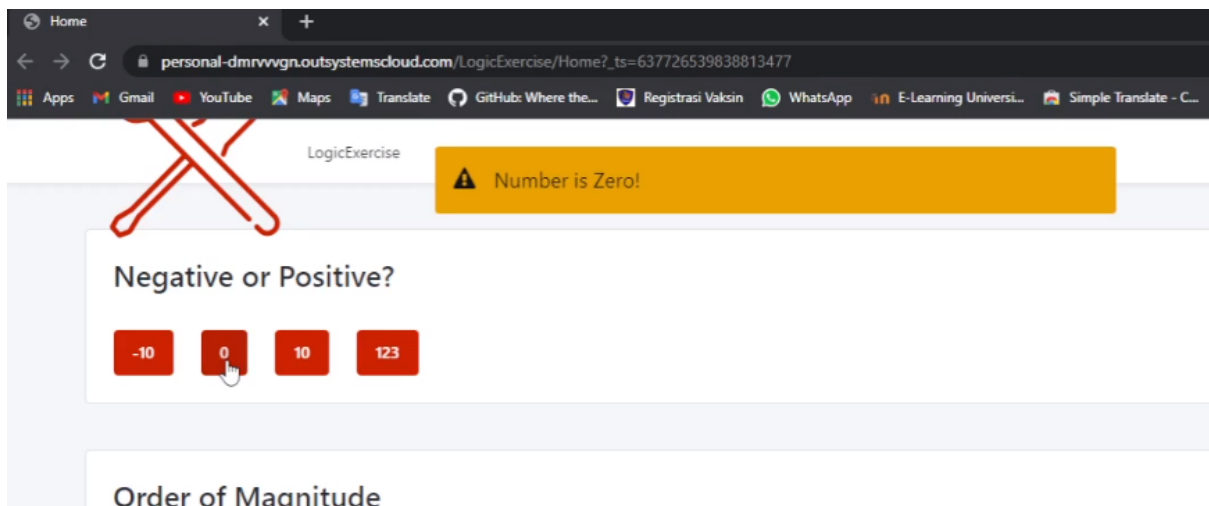 Home
personal-dmrvvvgn.outsystemscloud.com/LogicExercise/Home?_ts=637726539838813477
Apps Gmail YouTube Maps Translate GitHub: Where the... Registrasi Vaksin WhatsApp E-Learning Universi... Simple Translate - C...
LogicExercise
Number is Zero!
Negative or Positive?
-10 0 10 123
Order of Magnitude